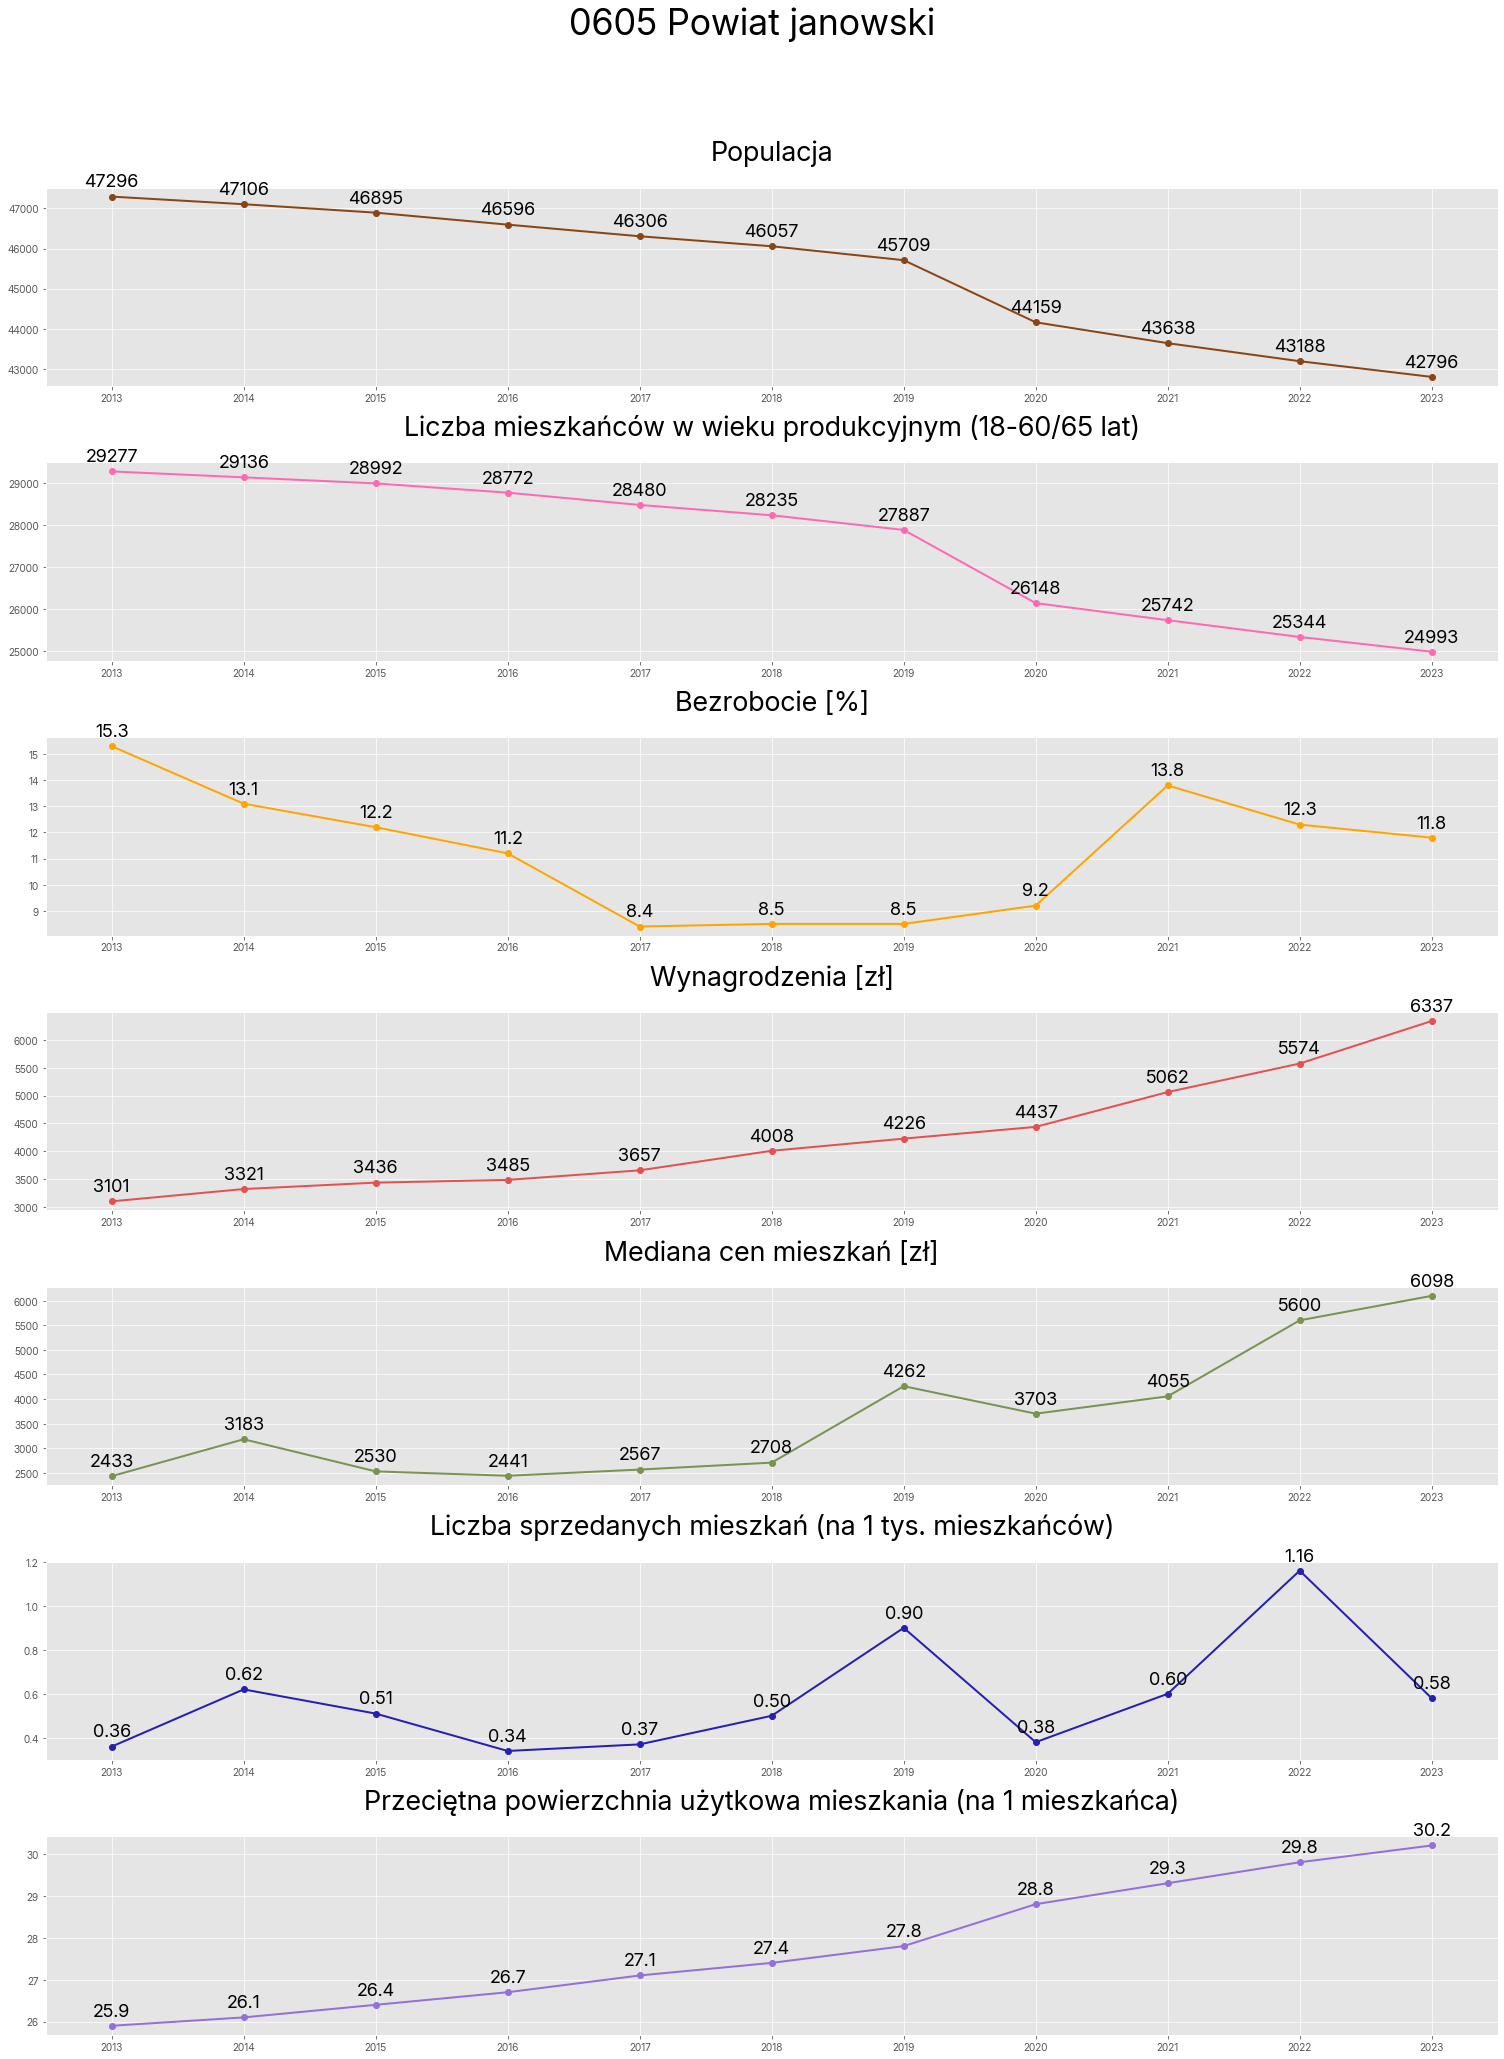 0605 Powiat janowski
Populacja
47296 47106 46895 46596 46306 46057 45709 44159 43638 43188 42796
47000
46000
45000
44000
43000
2013 2014 2015 2016 2017 2018 2019 2020 2021 2022 2023
Liczba mieszkańców w wieku produkcyjnym (18-60/65 lat)
29277 29136 28992 28772 28480 28235 27887 26148 25742 25344 24993
29000
28000
27000
26000
25000
2013 2014 2015 2016 2017 2018 2019 2020 2021 2022 2023
Bezrobocie [%]
15.3 13.1 12.2 11.2 8.4 8.5 8.5 9.2 13.8 12.3 11.8
15
14
13
12
11
10
9
2013 2014 2015 2016 2017 2018 2019 2020 2021 2022 2023
Wynagrodzenia [zł]
3101 3321 3436 3485 3657 4008 4226 4437 5062 5574 6337
6000
5500
5000
4500
4000
3500
3000
2013 2014 2015 2016 2017 2018 2019 2020 2021 2022 2023
Mediana cen mieszkań [zł]
2433 3183 2530 2441 2567 2708 4262 3703 4055 5600 6098
6000
5500
5000
4500
4000
3500
3000
2500
2013 2014 2015 2016 2017 2018 2019 2020 2021 2022 2023
Liczba sprzedanych mieszkań (na 1 tys. mieszkańców)
0.36 0.62 0.51 0.34 0.37 0.50 0.90 0.38 0.60 1.16 0.58
1.2
1.0
0.8
0.6
0.4
2013 2014 2015 2016 2017 2018 2019 2020 2021 2022 2023
Przeciętna powierzchnia użytkowa mieszkania (na 1 mieszkańca)
25.9 26.1 26.4 26.7 27.1 27.4 27.8 28.8 29.3 29.8 30.2
30
29
28
27
26
2013 2014 2015 2016 2017 2018 2019 2020 2021 2022 2023